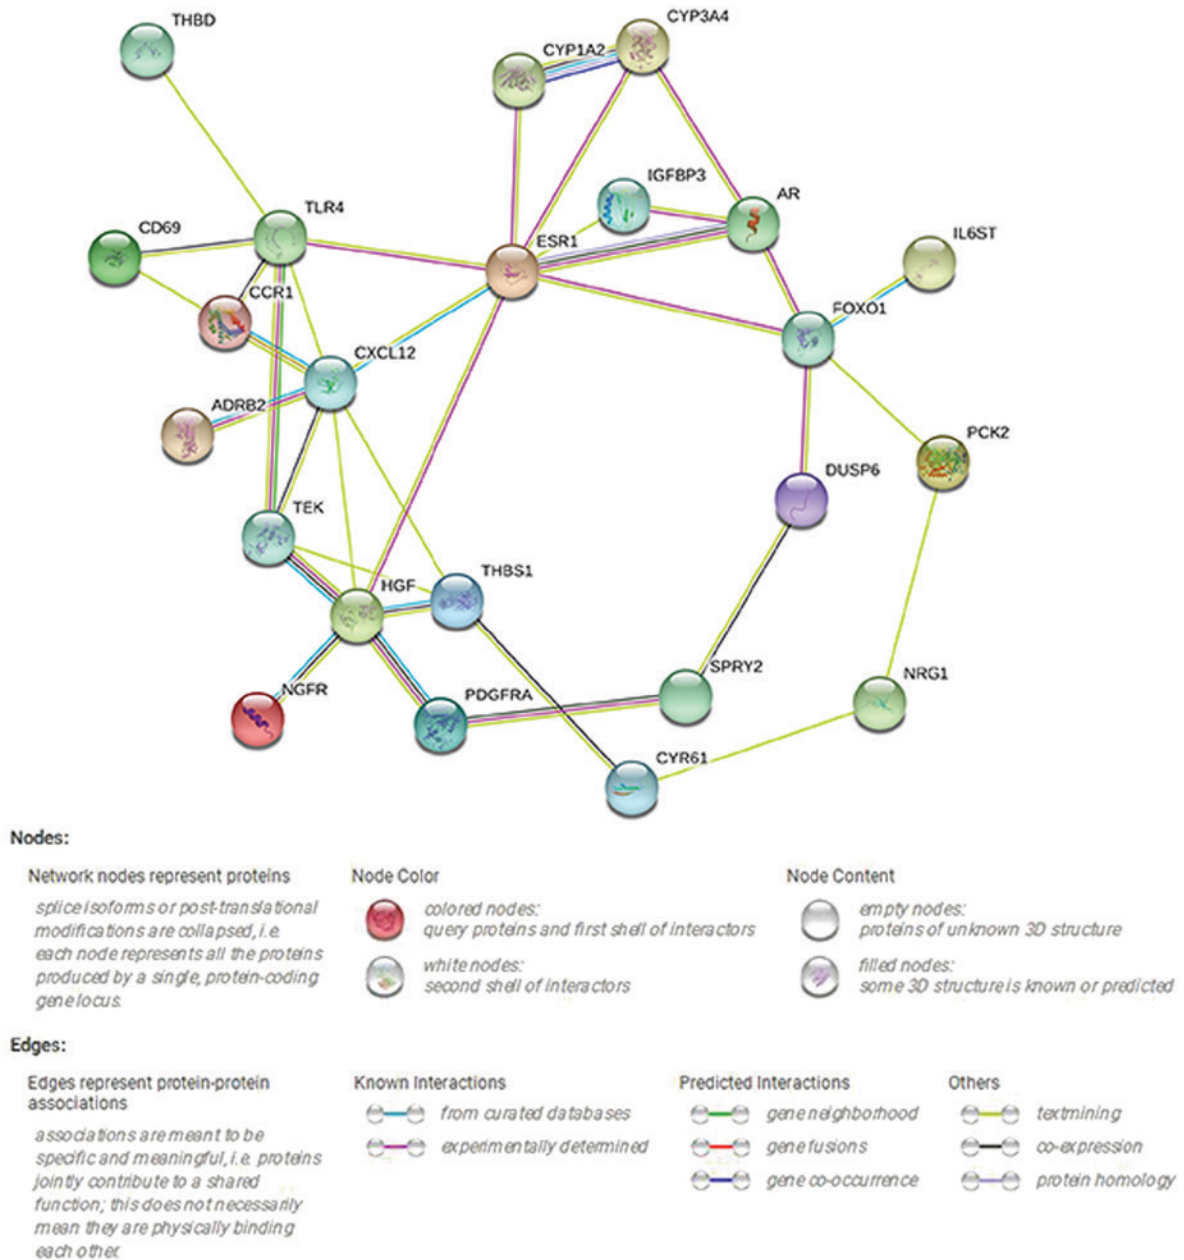 THBD
CYP3A4
CYP1A2
IGFBP3
AR
TLR4
CD69
ESR1
IL6ST
CCR1
FOXO1
CXCL12
ADRB2
PCK2
DUSP6
TEK
THBS1
HGF
SPRY2
NRG1
NGFR
PDGFRA
CYR61
Nodes:
Network nodes represent proteins
splice isoforms or post-translational
modifications are collapsed, i.e.
each node represents all the proteins
produced by a single, protein-coding
gene locus.
Node Color
colored nodes:
query proteins and first shell of interactors
white nodes:
second shell of interactors
Node Content
empty nodes:
proteins of unknown 3D structure
filled nodes:
some 3D structure is known or predicted
Edges:
Edges represent protein-protein
associations
associations are meant to be
specific and meaningful, i.e. proteins
jointly contribute to a shared
function; this does not necessarily
mean they are physically binding
each other.
Known Interactions
from curated databases
experimentally determined
Predicted Interactions
gene neighborhood
gene fusions
gene co-occurrence
Others
textmining
co-expression
protein homology